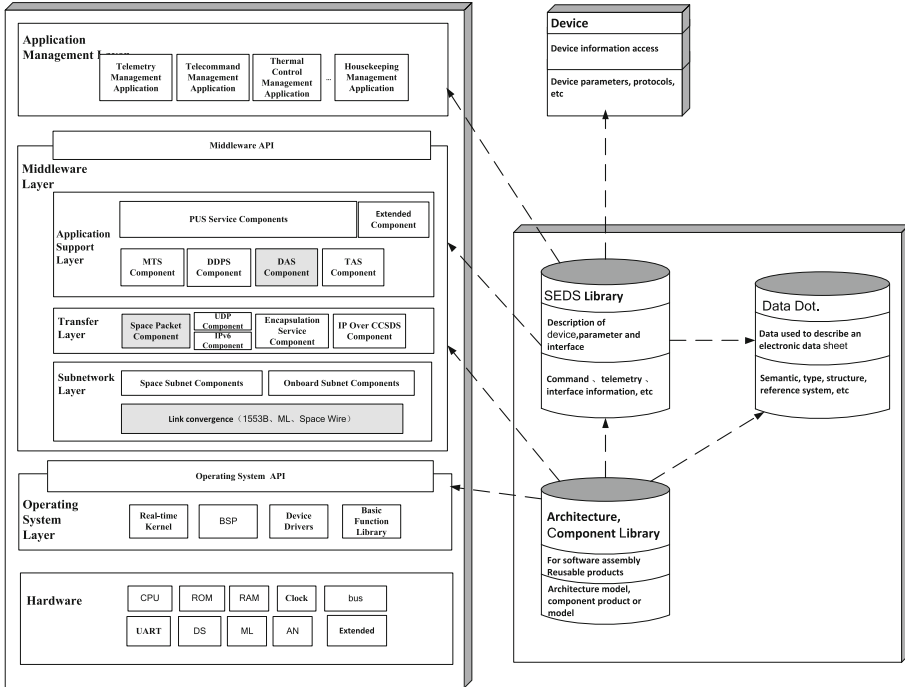 Application
Management Layer
Telemetry
Management
Application
Telecommand
Management
Application
Thermal
Control
Management
Application
...
Housekeeping
Management
Application
Middleware API
Middleware
Layer
Application
Support
Layer
PUS Service Components
Extended
Component
MTS
Component
DDPS
Component
DAS
Component
TAS
Component
Transfer
Layer
Space Packet
Component
UDP
Component
IPv6
Component
Encapsulation
Service
Component
IP Over CCSDS
Component
Subnetwork
Layer
Space Subnet Components
Onboard Subnet Components
Link convergence（1553B、ML、Space Wire）
Operating System API
Operating
System
Layer
Real-time
Kernel
BSP
Device
Drivers
Basic
Function
Library
Hardware
CPU
ROM
RAM
Clock
bus
UART
DS
ML
AN
Extended
Device
Device information access
Device parameters, protocols,
etc
SEDS Library
Description of
device,parameter and
interface
Command 、telemetry 、
interface information, etc
Data Dot.
Data used to describe an
electronic data sheet
Semantic, type, structure,
reference system, etc
Architecture,
Component Library
For software assembly
Reusable products
Architecture model,
component product or
model